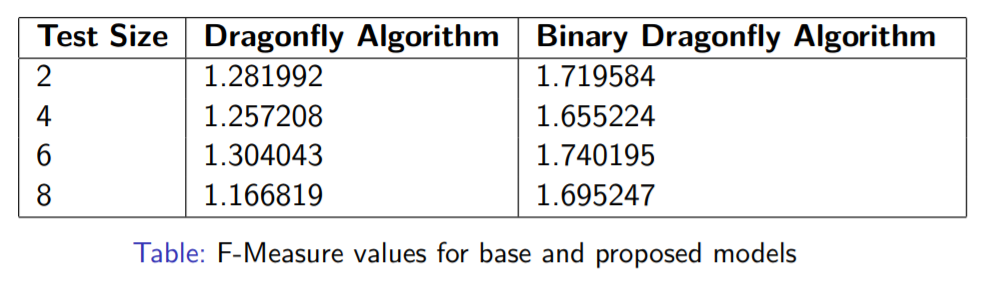 Test Size Dragonfly Algorithm Binary Dragonfly Algorithm
2 1.281992 1.719584
4 1.257208 1.655224
6 1.304043 1.740195
8 1.166819 1.695247
Table: F-Measure values for base and proposed models